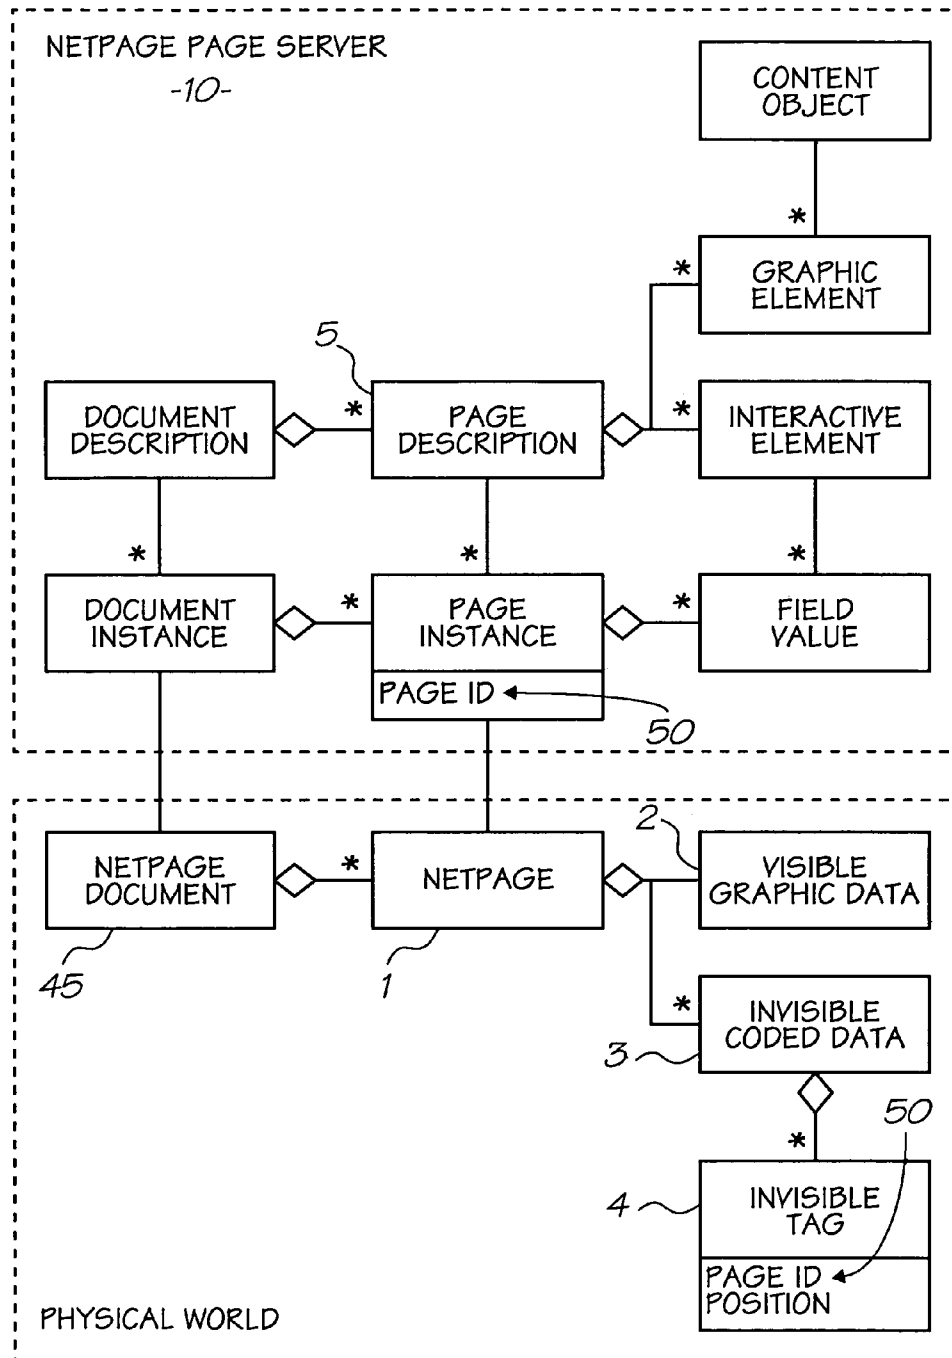 NETPAGE PAGE SERVER
-10-
CONTENT
OBJECT
*
*
GRAPHIC
ELEMENT
5
DOCUMENT
DESCRIPTION
*
PAGE
DESCRIPTION
*
INTERACTIVE
ELEMENT
*
*
*
DOCUMENT
INSTANCE
*
PAGE
INSTANCE
*
FIELD
VALUE
PAGE ID
50
NETPAGE
DOCUMENT
*
NETPAGE
2
VISIBLE
GRAPHIC DATA
45
1
*
INVISIBLE
CODED DATA
3
50
*
4
INVISIBLE
TAG
PAGE ID
POSITION
PHYSICAL WORLD